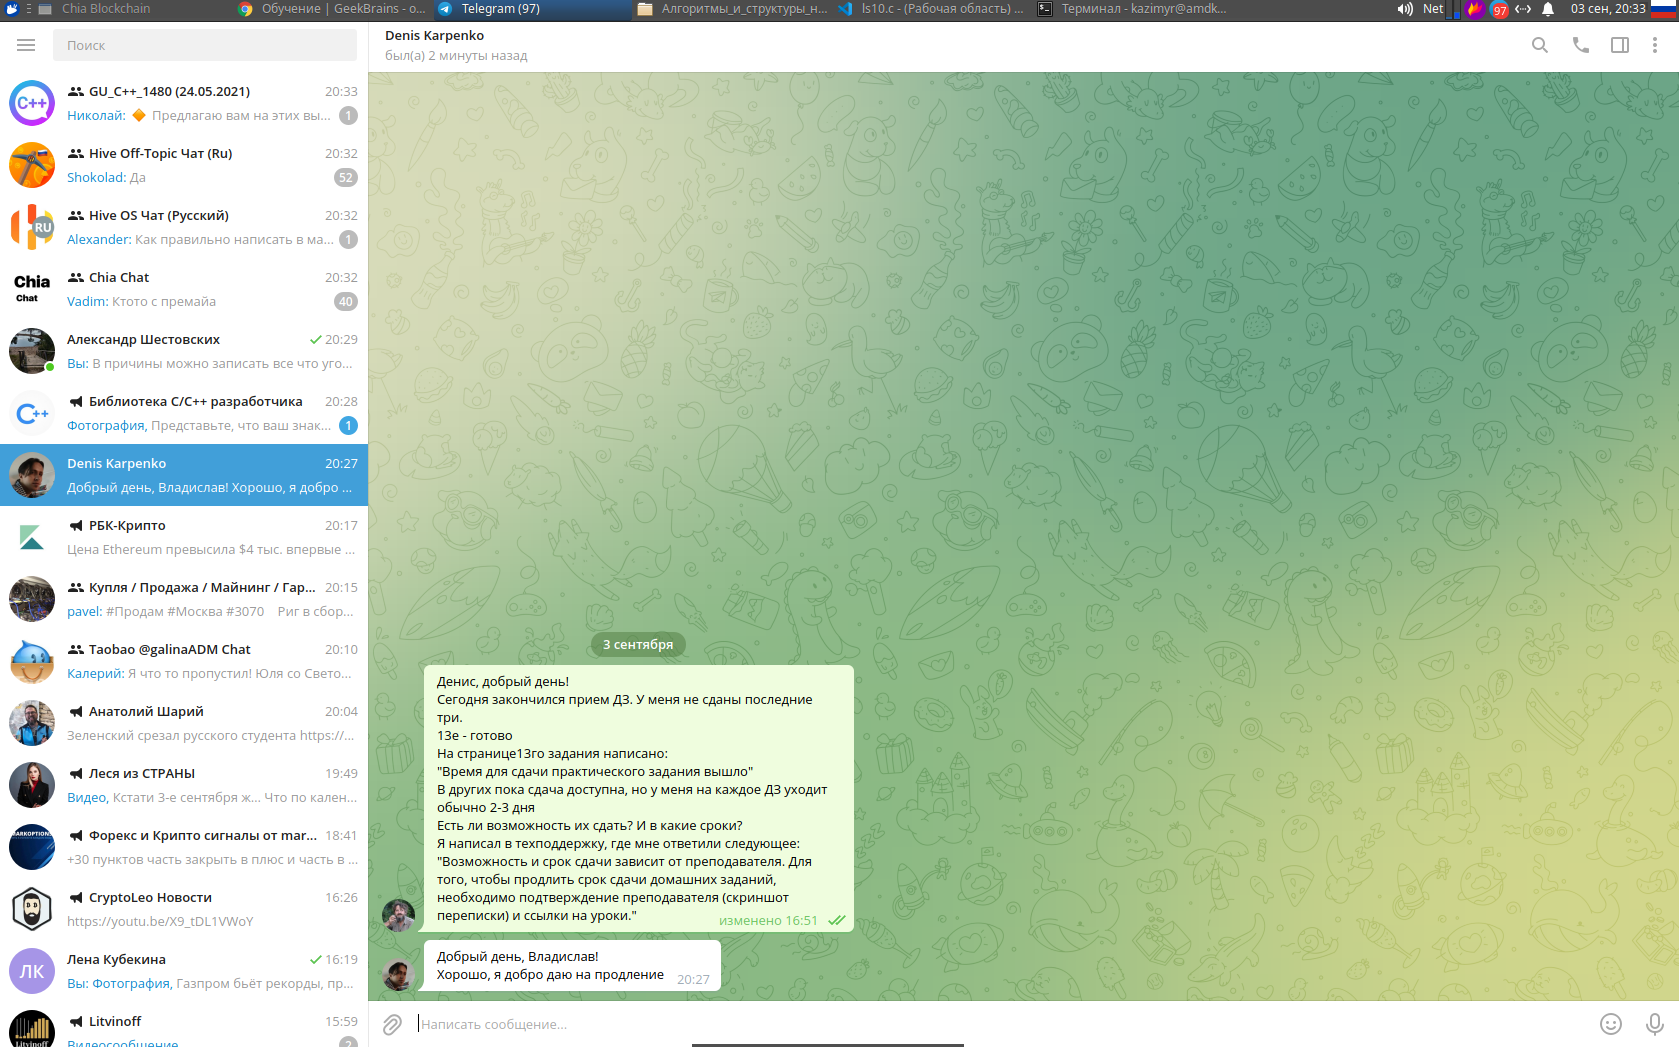 Chia Blockchain
Обучение | GeekBrains - о...
Telegram (97)
Алгоритмы_и_структуры_н...
ls10.c - (Рабочая область) ...
Терминал - kazimyr@amdk...
Net
97
03 сен, 20:33
Поиск
C++
GU_C++_1480 (24.05.2021)
20:33
Николай: 🔶 Предлагаю вам на этих вы...
1
Hive Off-Topic Чат (Ru)
20:32
Shokolad: Да
52
RU
Hive OS Чат (Русский)
20:32
Alexander: Как правильно написать в ма...
1
Chia
Chat
Chia Chat
20:32
Vadim: Ктото с премайа
40
Александр Шестовских
20:29
Вы: В причины можно записать все что уго...
C++
Библиотека C/C++ разработчика
20:28
Фотография, Представьте, что ваш знак...
1
Denis Karpenko
20:27
Добрый день, Владислав! Хорошо, я добро ...
РБК-Крипто
20:17
Цена Ethereum превысила $4 тыс. впервые ...
Купля / Продажа / Майнинг / Гар...
20:15
pavel: #Продам #Москва #3070 Риг в сбор...
Taobao @galinaADM Chat
20:10
Калерий: Я что то пропустил! Юля со Свето...
Анатолий Шарий
20:04
Зеленский срезал русского студента https://...
Леся из СТРАНЫ
19:49
Видео, Кстати 3-е сентября ж... Что по кален...
MARKOPTION
Форекс и Крипто сигналы от mar...
18:41
+30 пунктов часть закрыть в плюс и часть в ...
CryptoLeo Новости
16:26
https://youtu.be/X9_tDL1VWoY
ЛК
Лена Кубекина
16:19
Вы: Фотография, Газпром бьёт рекорды, пр...
Litvinoff
Litvinoff
15:59
Видеосообщение
2
Denis Karpenko
был(а) 2 минуты назад
3 сентября
Денис, добрый день!
Сегодня закончился прием ДЗ. У меня не сданы последние
три.
13е - готово
На странице13го задания написано:
"Время для сдачи практического задания вышло"
В других пока сдача доступна, но у меня на каждое ДЗ уходит
обычно 2-3 дня
Есть ли возможность их сдать? И в какие сроки?
Я написал в техподдержку, где мне ответили следующее:
"Возможность и срок сдачи зависит от преподавателя. Для
того, чтобы продлить срок сдачи домашних заданий,
необходимо подтверждение преподавателя (скриншот
переписки) и ссылки на уроки."
изменено 16:51
Добрый день, Владислав!
Хорошо, я добро даю на продление
20:27
Написать сообщение...